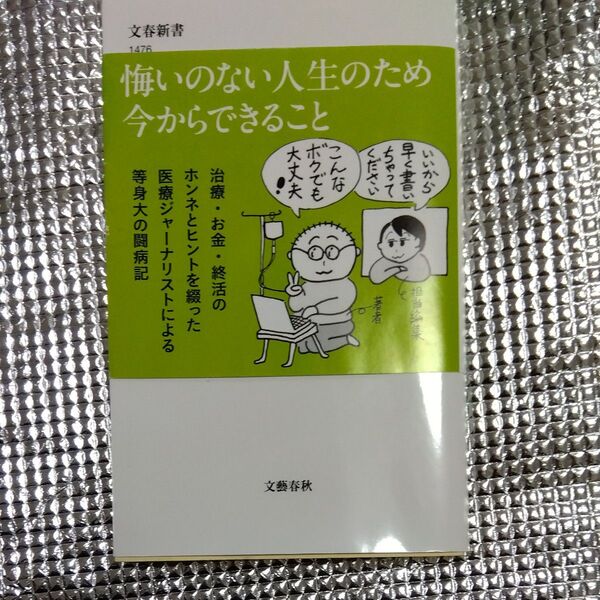 文春新書
1476
悔いのない人生のため
今からできること
いいから
早く書い
ちゃって
ください
こんな
ボクでも
大丈夫!
治療・お金・終活の
ホンネとヒントを綴った
医療ジャーナリストによる
等身大の闘病記
担当編集
著者
文藝春秋